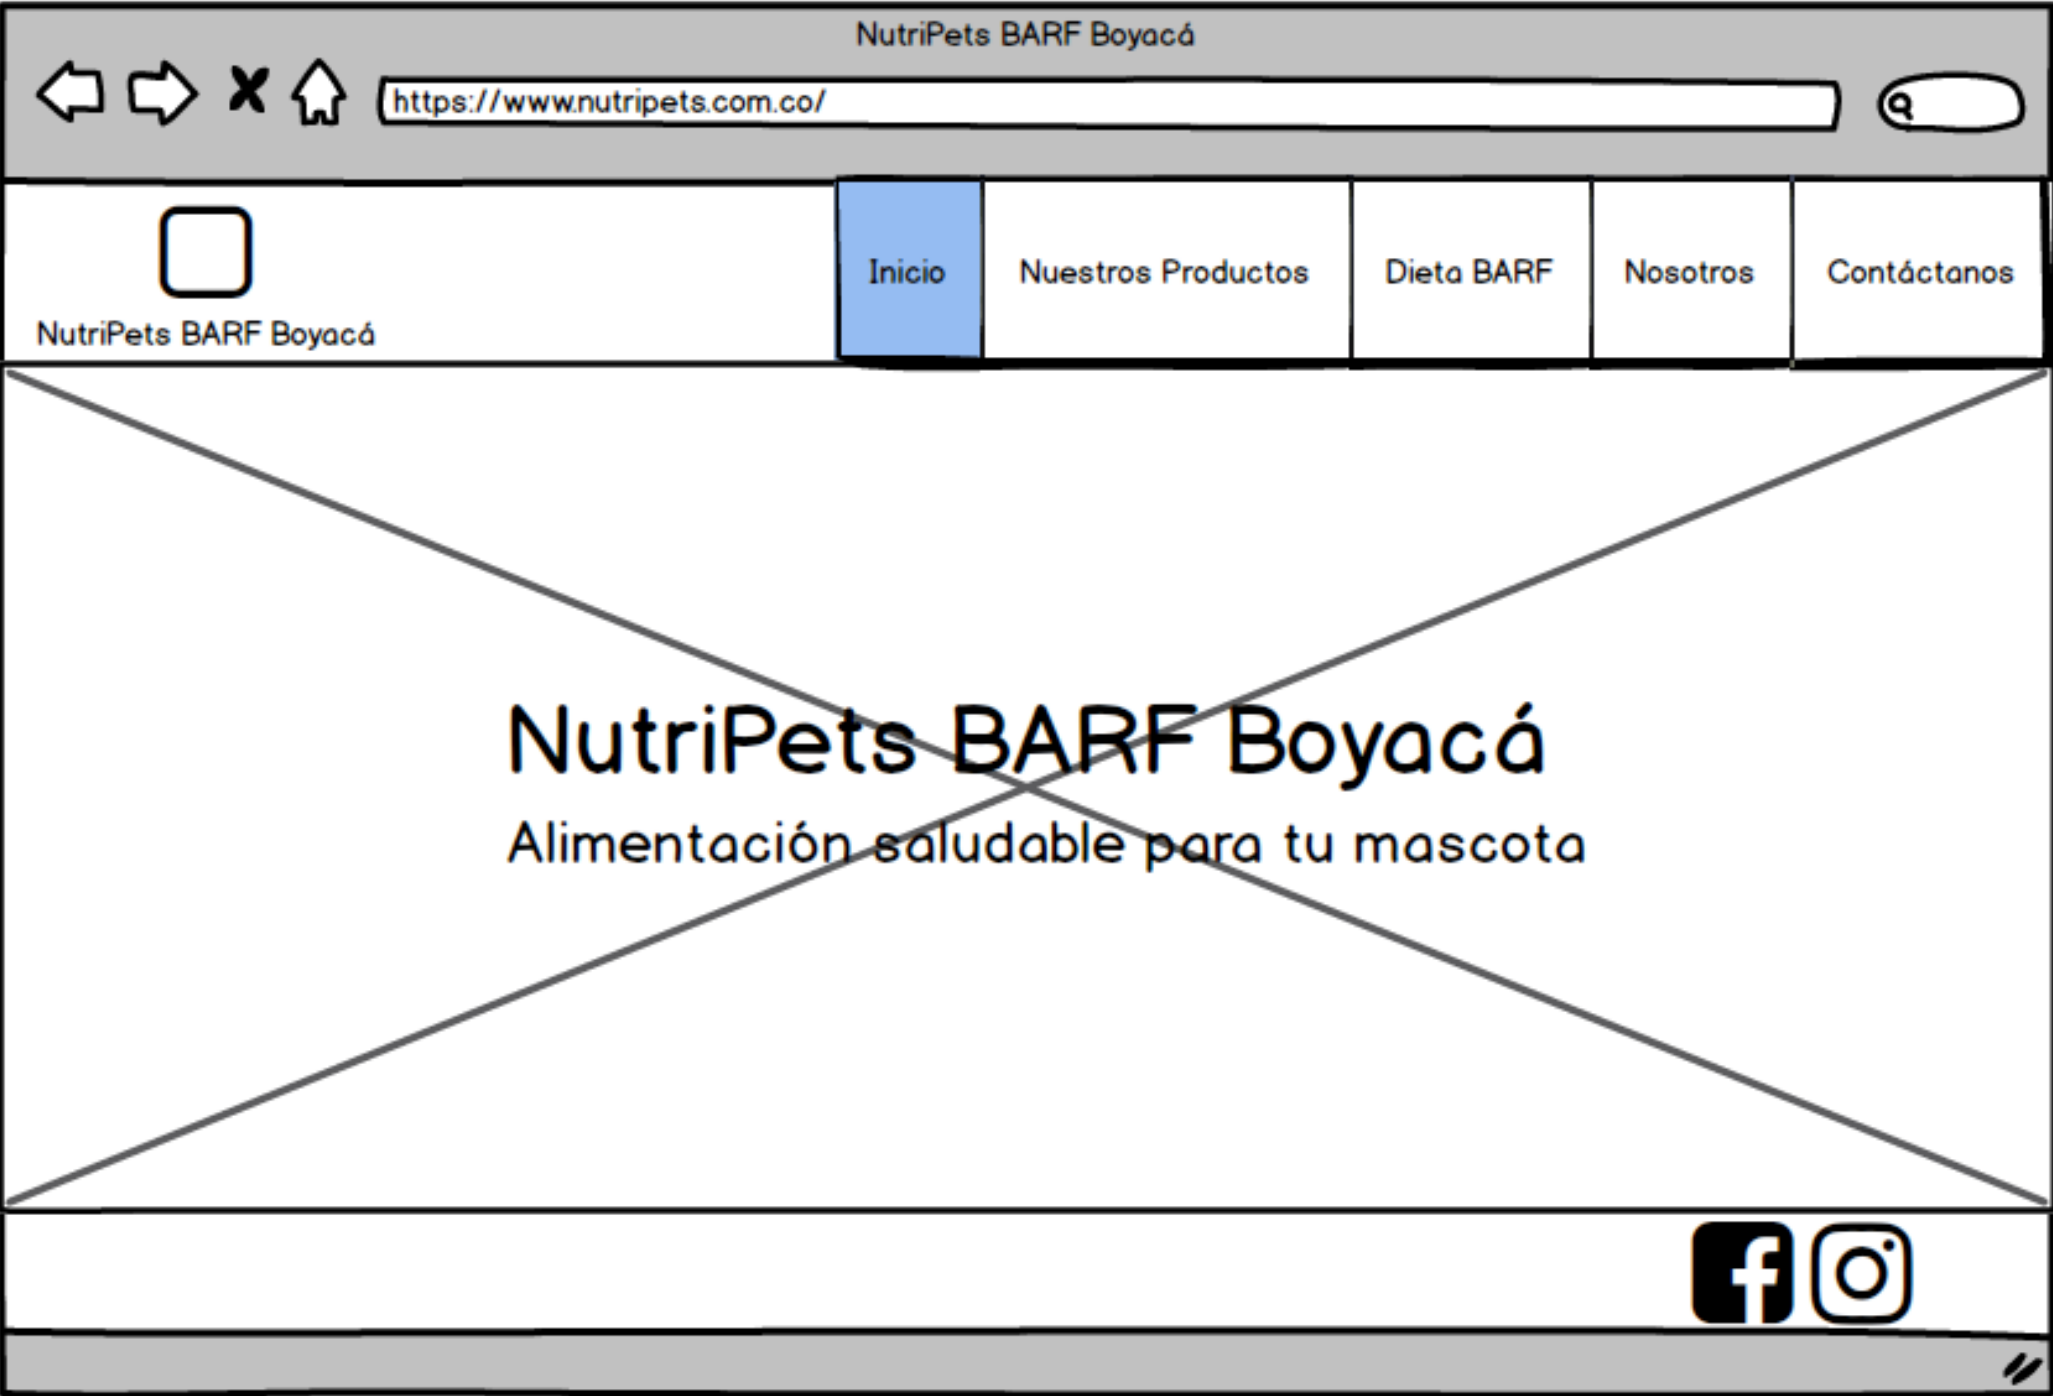 NutriPets BARF Boyacá
https://www.nutripets.com.co/
Inicio
Nuestros Productos
Dieta BARF
Nosotros
Contáctanos
NutriPets BARF Boyacá
NutriPets BARF Boyacá
Alimentación saludable para tu mascota